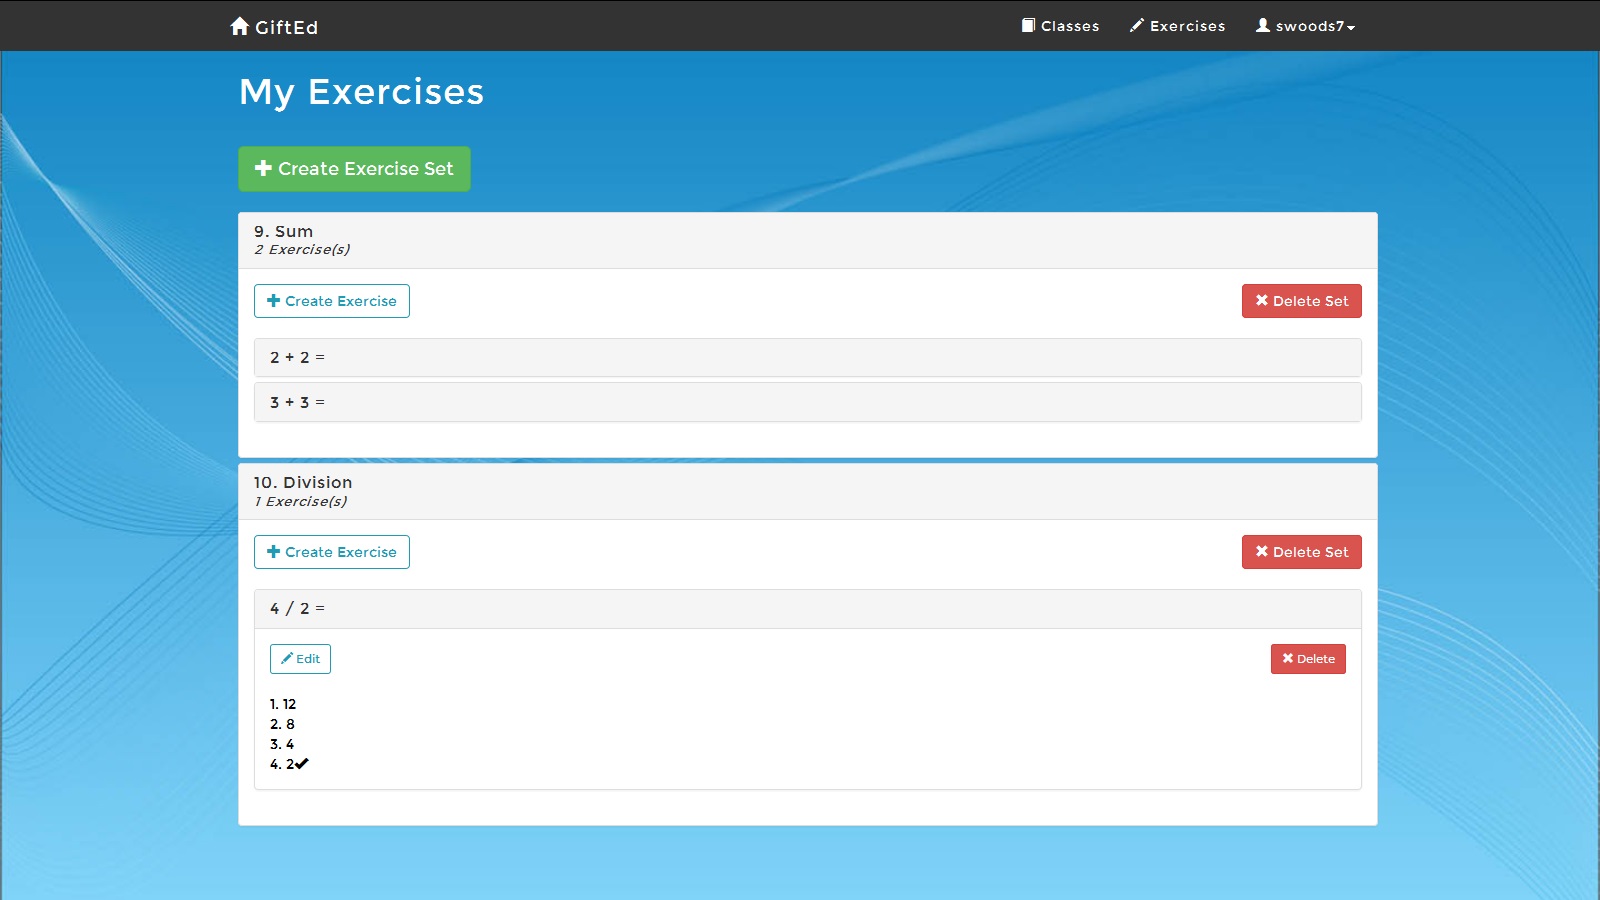 GiftEd
Classes
Exercises
swoods7
My Exercises
Create Exercise Set
9. Sum
2 Exercise(s)
Create Exercise
Delete Set
2 + 2 =
3 + 3 =
10. Division
1 Exercise(s)
Create Exercise
Delete Set
4 / 2 =
Edit
Delete
1. 12
2. 8
3. 4
4. 2